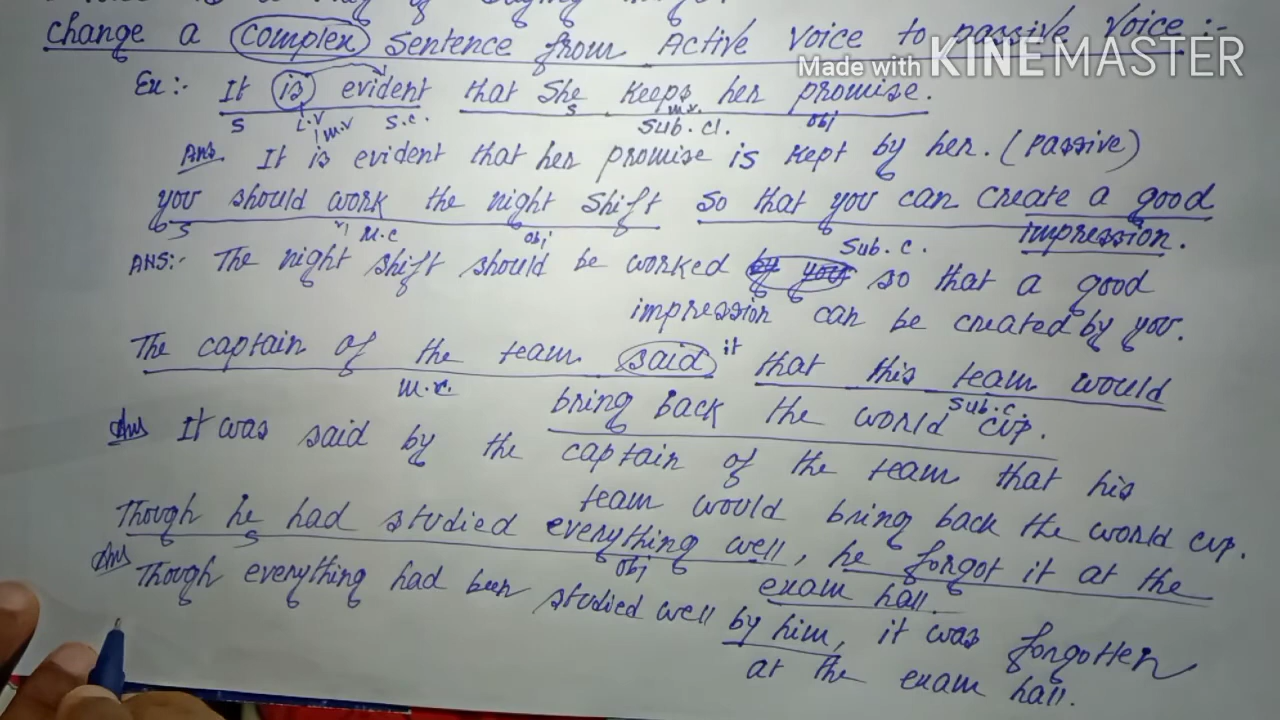 change a complex sentence from Active voice to passive voice :-
Made with KINEMASTER
Ex :- It is evident that She keeps her promise.
S L.V M.V S.C. S M.V. Sub. cl. obj
Ans. It is evident that her promise is kept by her. (passive)
you should work the night shift so that you can create a good
impression.
S v M.C obj Sub. c.
ANS:- The night shift should be worked by you so that a good
impression can be created by you.
The captain of the team said it that this team would
M.C. Sub. c.
bring back the world cup.
Ans It was said by the captain of the team that his
team would bring back the world cup.
Though he had studied everything well, he forgot it at the
S obj
exam hall.
Ans Though everything had been studied well by him, it was forgotten
at the exam hall.